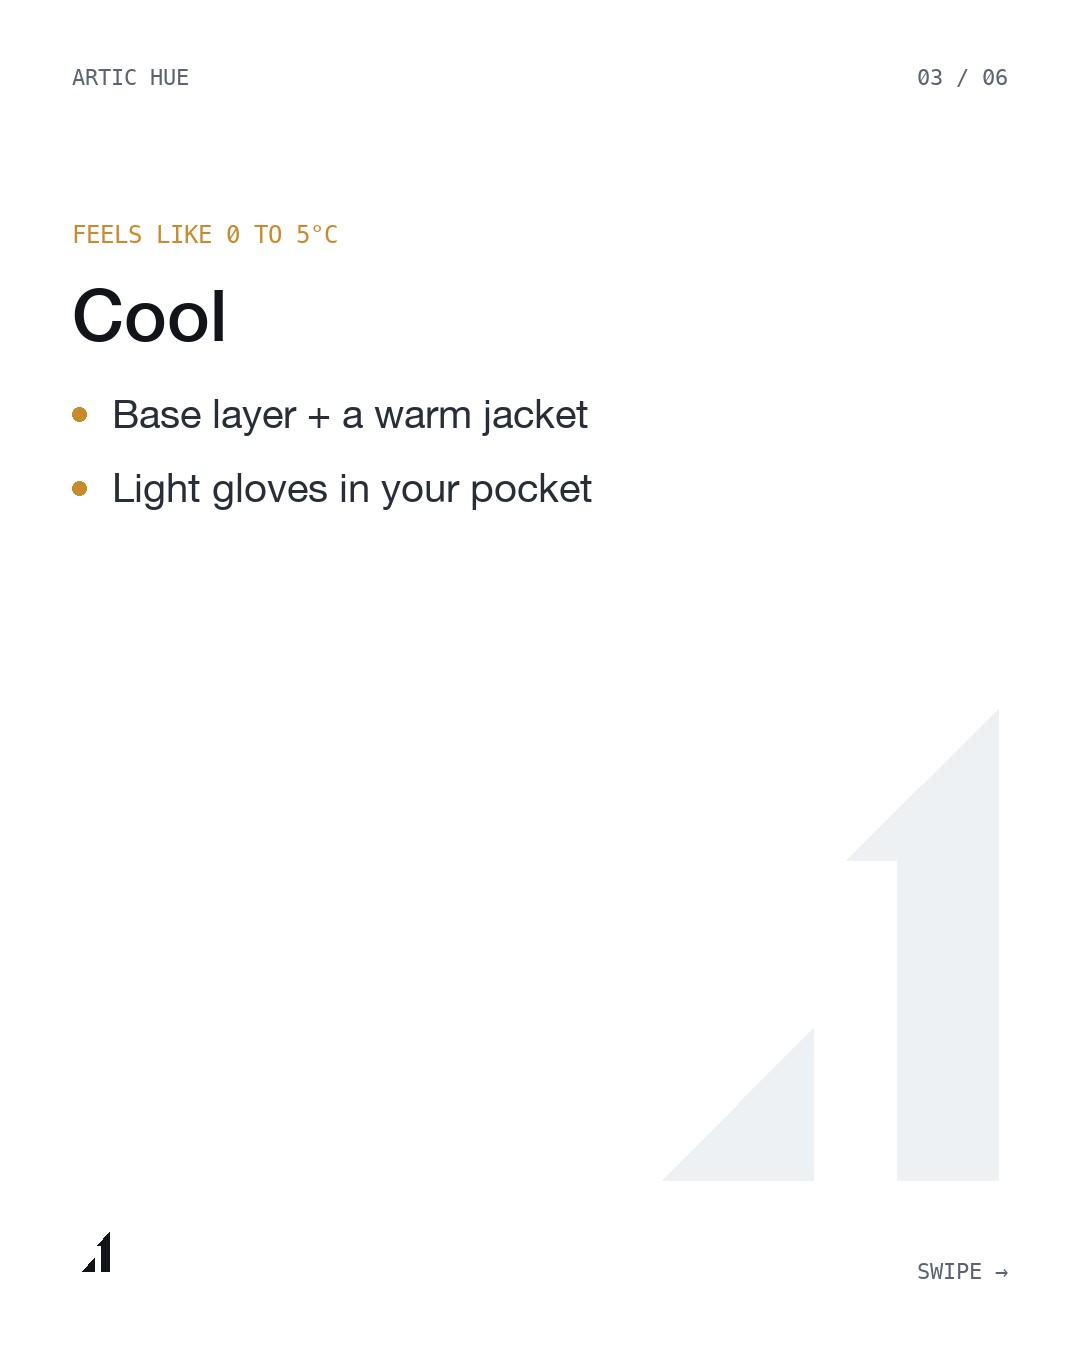 ARTIC HUE
03 / 06
FEELS LIKE 0 TO 5°C
Cool
Base layer + a warm jacket
Light gloves in your pocket
SWIPE →